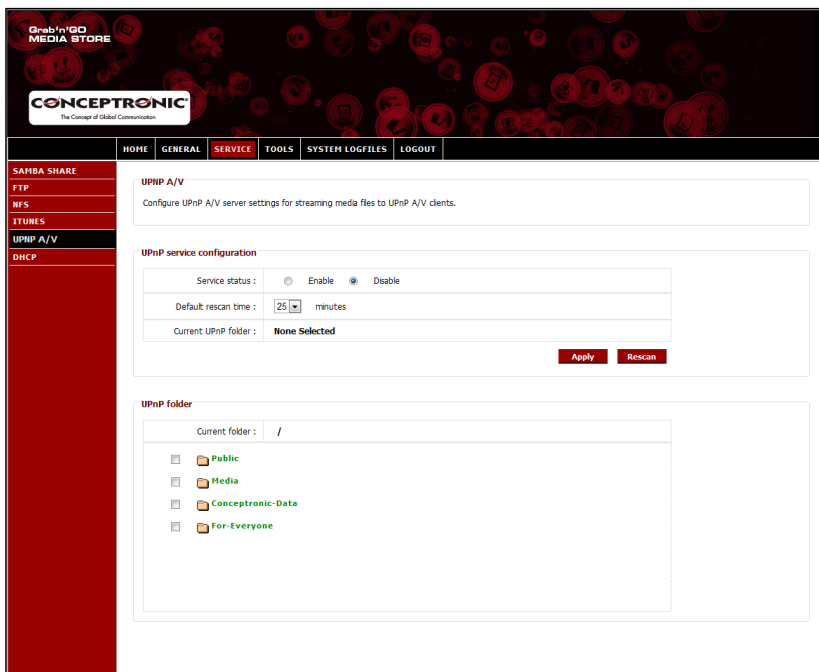 Grab'n'GO
MEDIA STORE
CONCEPTRONIC®
The Concept of Global Communication
HOME GENERAL SERVICE TOOLS SYSTEM LOGFILES LOGOUT
SAMBA SHARE
FTP
NFS
ITUNES
UPNP A/V
DHCP
UPNP A/V
Configure UPnP A/V server settings for streaming media files to UPnP A/V clients.
UPnP service configuration
Service status : Enable Disable
Default rescan time : 25 minutes
Current UPnP folder : None Selected
Apply Rescan
UPnP folder
Current folder : /
Public
Media
Conceptronic-Data
For-Everyone